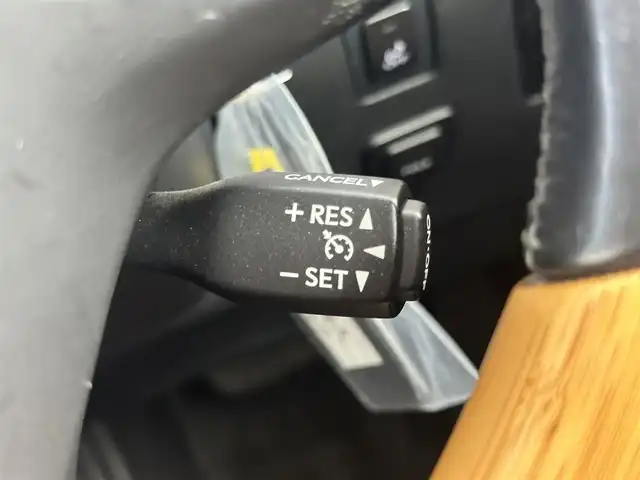 CANCEL
+ RES
- SET
ON•OFF